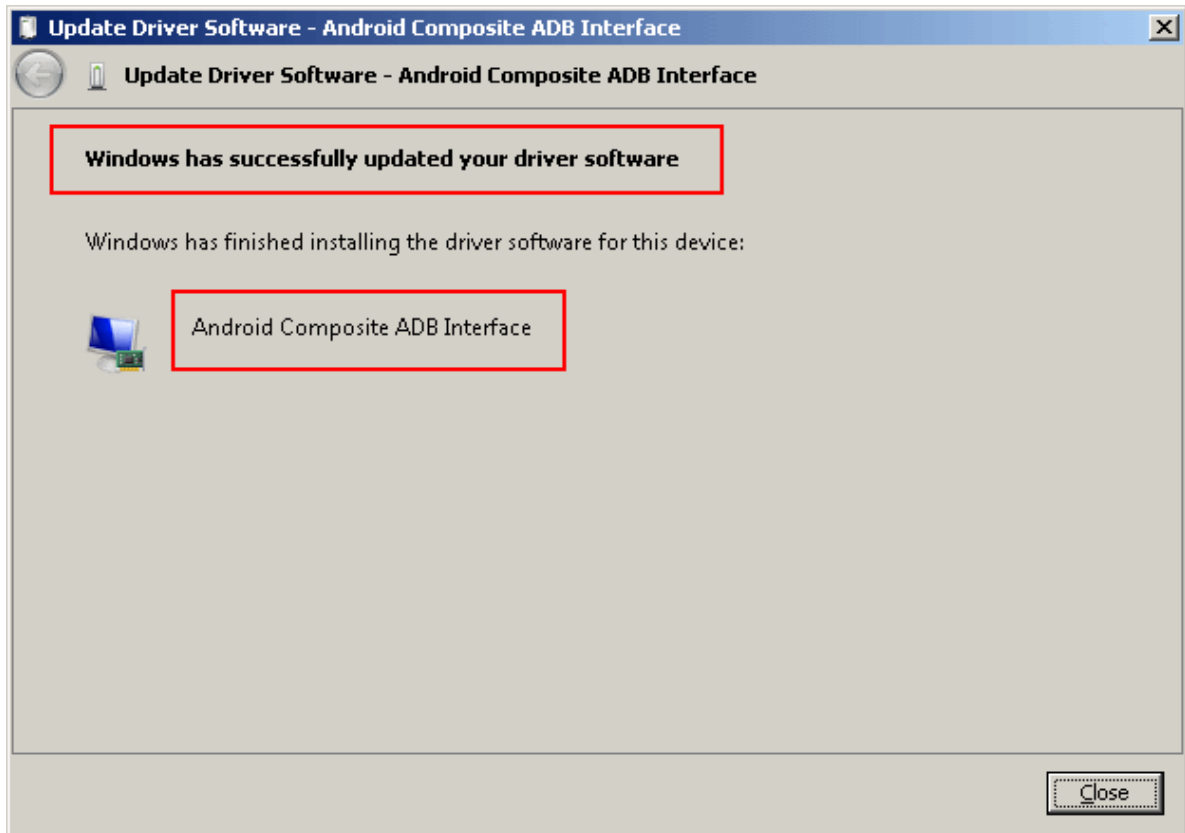 Update Driver Software - Android Composite ADB Interface
Update Driver Software - Android Composite ADB Interface
Windows has successfully updated your driver software
Windows has finished installing the driver software for this device:
Android Composite ADB Interface
Close